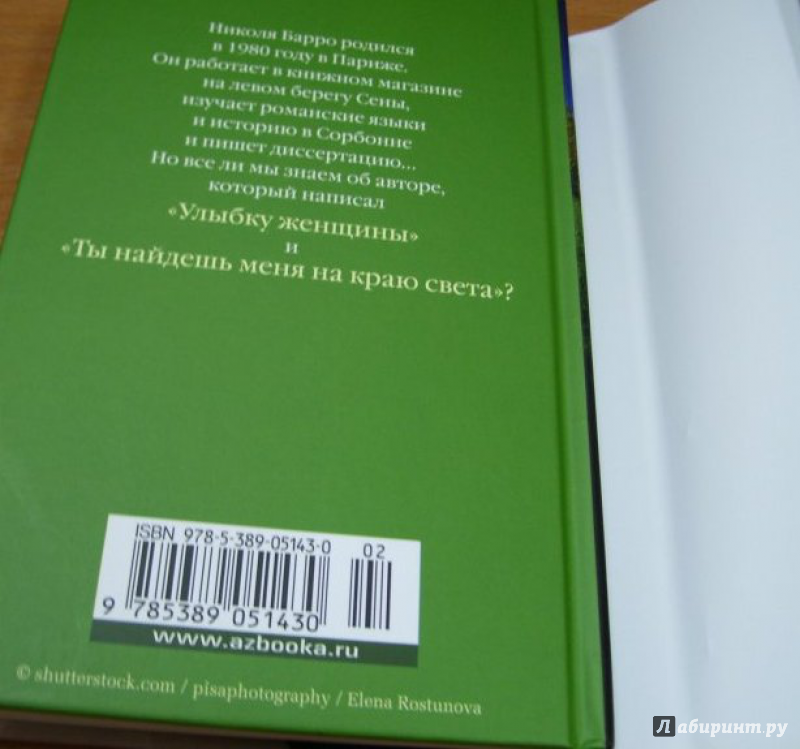 Николя Барро родился
в 1980 году в Париже.
Он работает в книжном магазине
на левом берегу Сены,
изучает романские языки
и историю в Сорбонне
и пишет диссертацию...
Но все ли мы знаем об авторе,
который написал
«Улыбку женщины»
и
«Ты найдешь меня на краю света»?
ISBN 978-5-389-05143-0
02
9 785389 051430
www.azbooka.ru
© shutterstock.com / pisaphotography / Elena Rostunova
Лабиринт.ру